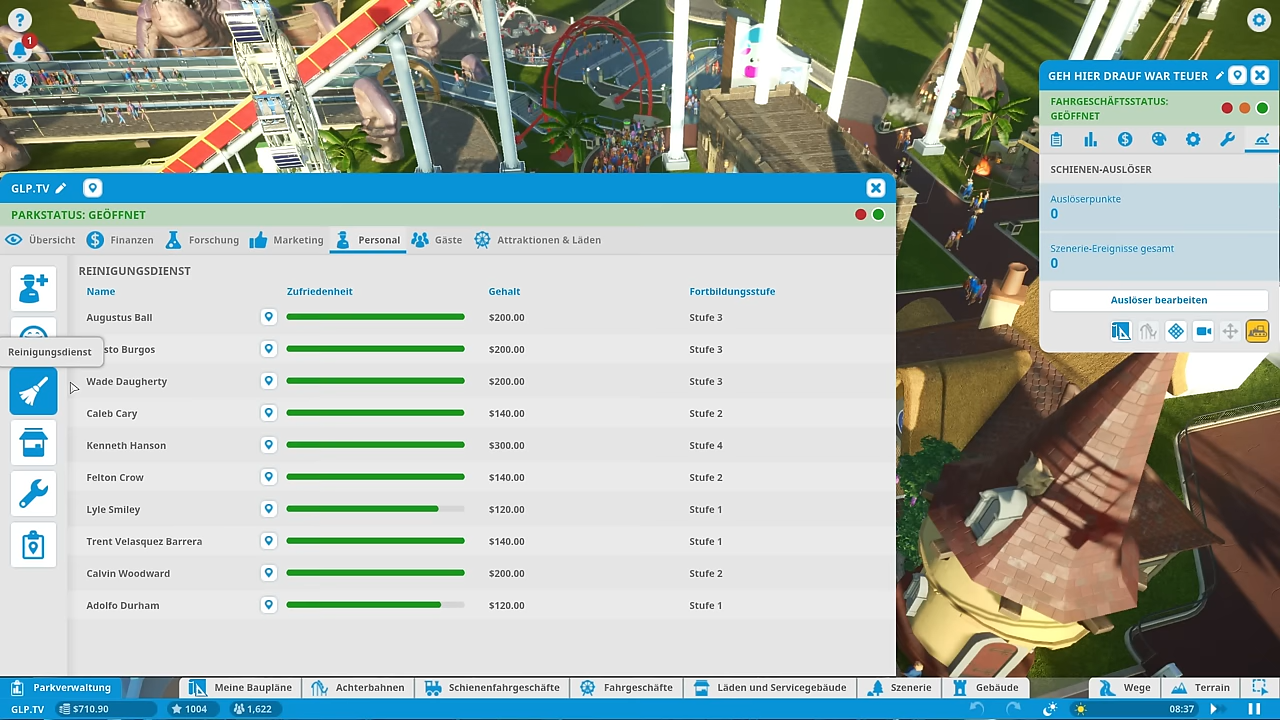 ?
1
GEH HIER DRAUF WAR TEUER
FAHRGESCHÄFTSSTATUS:
GEÖFFNET
SCHIENEN-AUSLÖSER
Auslöserpunkte
0
Szenerie-Ereignisse gesamt
0
Auslöser bearbeiten
GLP.TV
PARKSTATUS: GEÖFFNET
Übersicht Finanzen Forschung Marketing Personal Gäste Attraktionen & Läden
REINIGUNGSDIENST
Name Zufriedenheit Gehalt Fortbildungsstufe
Augustus Ball $200.00 Stufe 3
Reinigungsdienst
Burgos $200.00 Stufe 3
Wade Daugherty $200.00 Stufe 3
Caleb Cary $140.00 Stufe 2
Kenneth Hanson $300.00 Stufe 4
Felton Crow $140.00 Stufe 2
Lyle Smiley $120.00 Stufe 1
Trent Velasquez Barrera $140.00 Stufe 1
Calvin Woodward $200.00 Stufe 2
Adolfo Durham $120.00 Stufe 1
Parkverwaltung Meine Baupläne Achterbahnen Schienenfahrgeschäfte Fahrgeschäfte Läden und Servicegebäude Szenerie Gebäude Wege Terrain
GLP.TV $710.90 1004 1,622 08:37